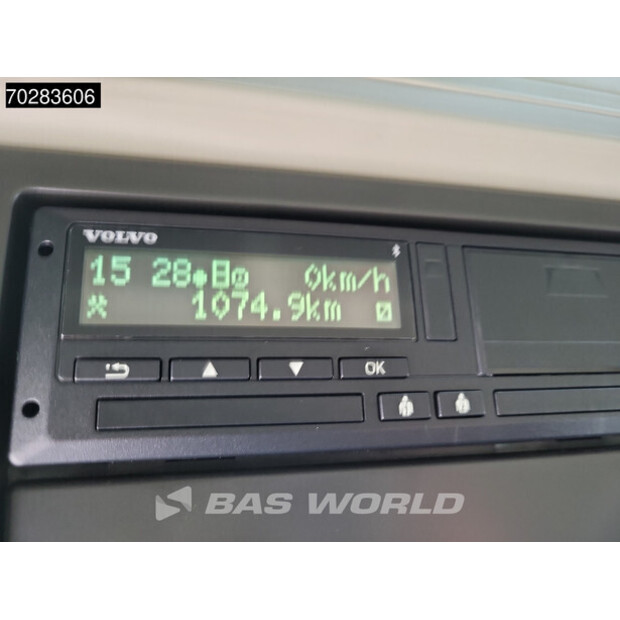 70283606
VOLVO
15 28 0km/h
1074.9km
OK
BAS WORLD